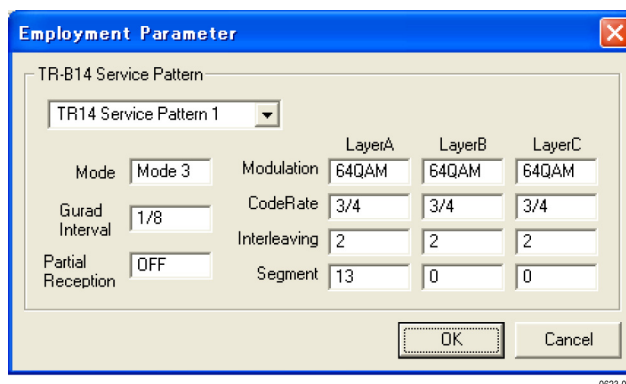 Employment Parameter
TR-B14 Service Pattern
TR14 Service Pattern 1
LayerA LayerB LayerC
Mode Mode 3 Modulation 64QAM 64QAM 64QAM
Gurad Interval 1/8 CodeRate 3/4 3/4 3/4
Interleaving 2 2 2
Partial Reception OFF Segment 13 0 0
OK Cancel